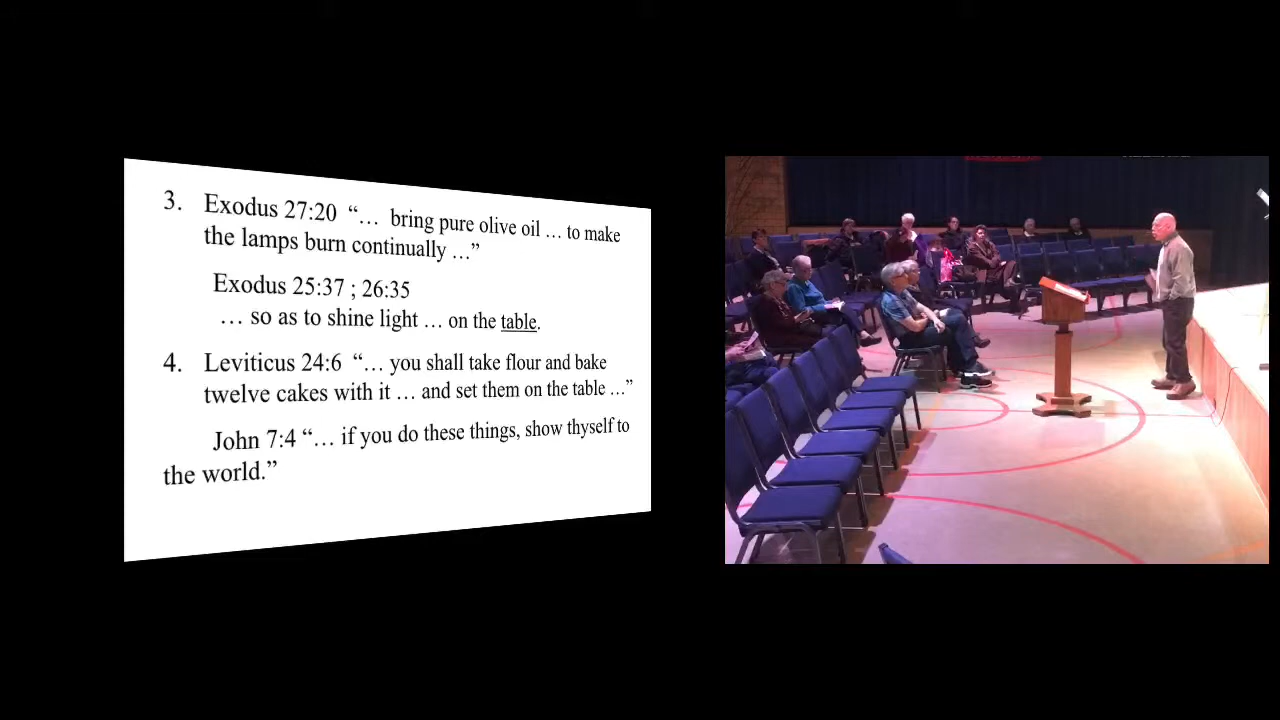 3. Exodus 27:20 “… bring pure olive oil … to make
the lamps burn continually …”
Exodus 25:37 ; 26:35
… so as to shine light … on the table.
4. Leviticus 24:6 “… you shall take flour and bake
twelve cakes with it … and set them on the table …”
John 7:4 “… if you do these things, show thyself to
the world.”